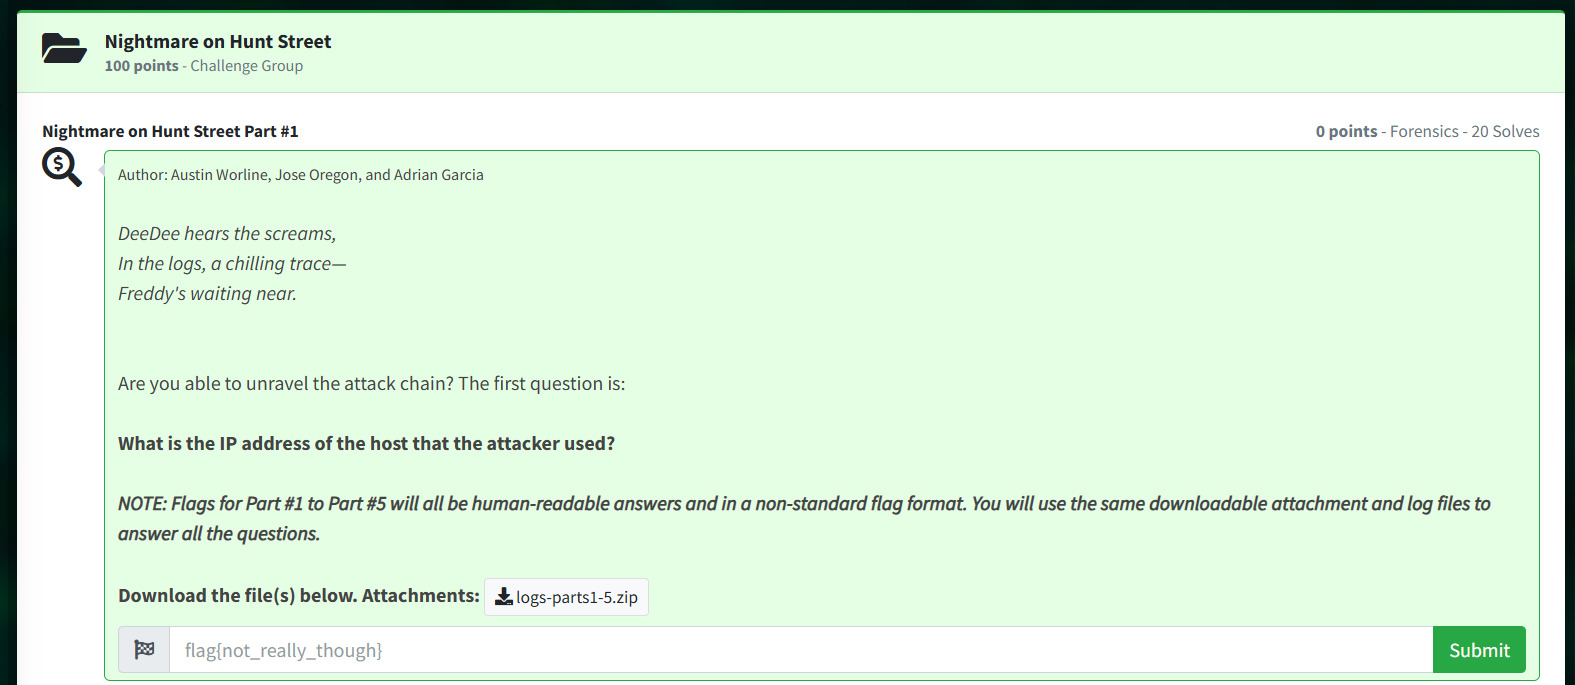 Nightmare on Hunt Street
100 points - Challenge Group
Nightmare on Hunt Street Part #1
0 points - Forensics - 20 Solves
$
Author: Austin Worline, Jose Oregon, and Adrian Garcia
DeeDee hears the screams,
In the logs, a chilling trace—
Freddy's waiting near.
Are you able to unravel the attack chain? The first question is:
What is the IP address of the host that the attacker used?
NOTE: Flags for Part #1 to Part #5 will all be human-readable answers and in a non-standard flag format. You will use the same downloadable attachment and log files to
answer all the questions.
Download the file(s) below. Attachments: logs-parts1-5.zip
flag{not_really_though}
Submit